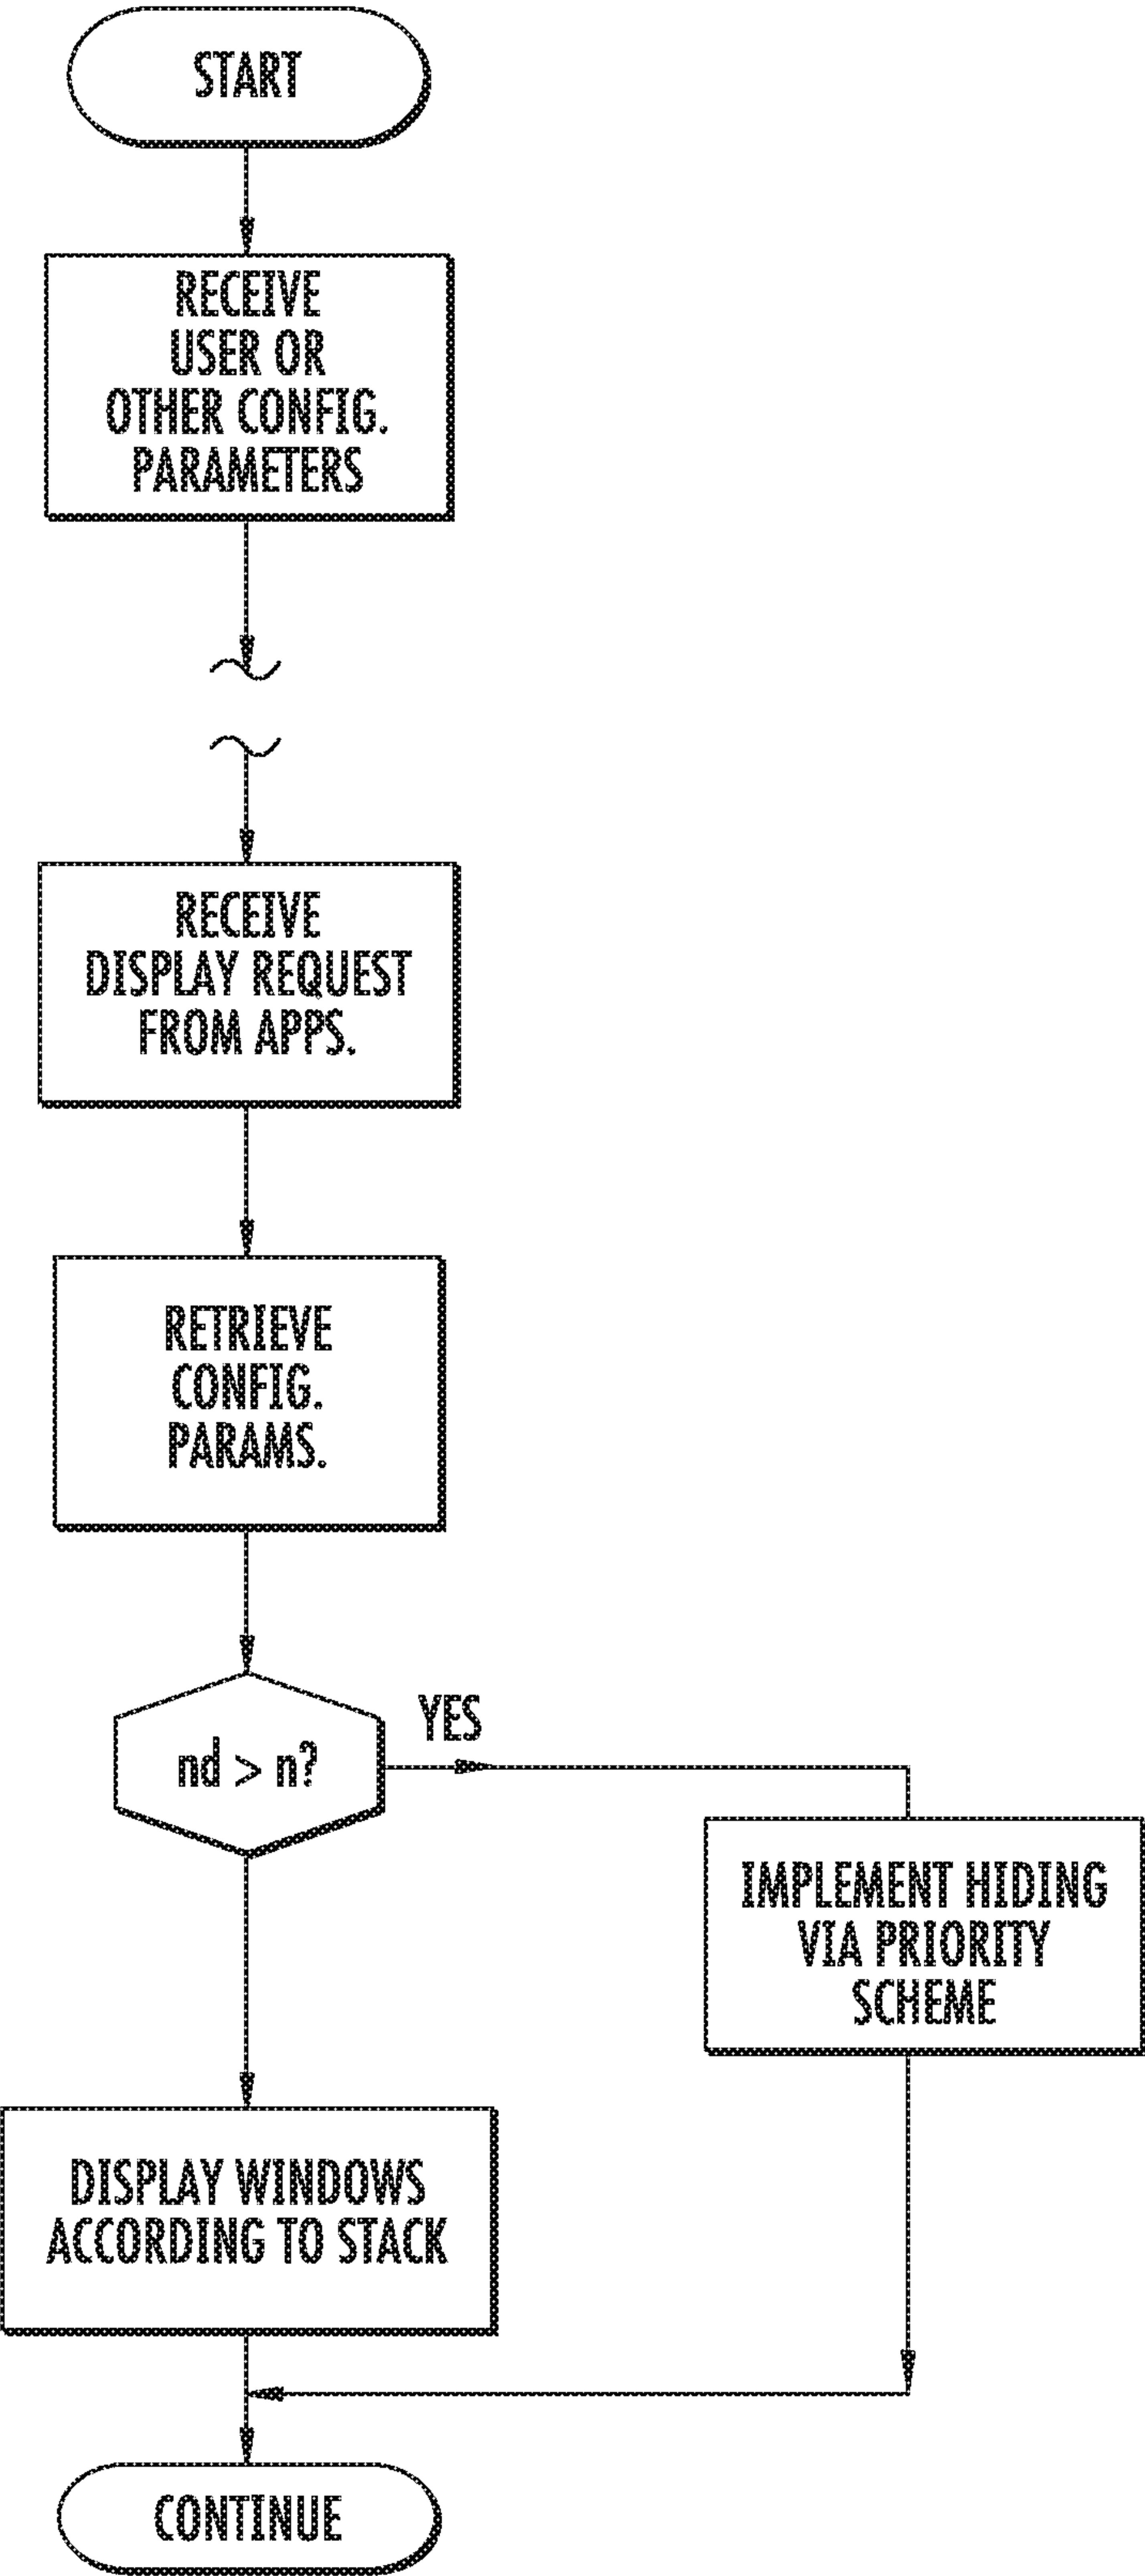 START
RECEIVE
USER OR
OTHER CONFIG.
PARAMETERS
RECEIVE
DISPLAY REQUEST
FROM APPS.
RETRIEVE
CONFIG.
PARAMS.
nd > n?
YES
IMPLEMENT HIDING
VIA PRIORITY
SCHEME
DISPLAY WINDOWS
ACCORDING TO STACK
CONTINUE